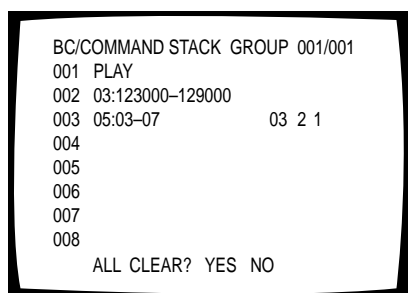 BC/COMMAND STACK GROUP 001/001
001 PLAY
002 03:123000–129000
003 05:03–07 03 2 1
004
005
006
007
008
ALL CLEAR? YES NO